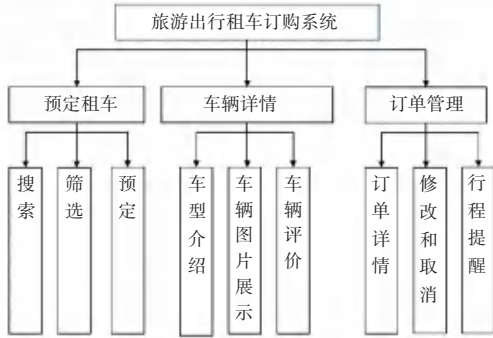 旅游出行租车订购系统
预定租车
车辆详情
订单管理
搜索
筛选
预定
车型介绍
车辆图片展示
车辆评价
订单详情
修改和取消
行程提醒